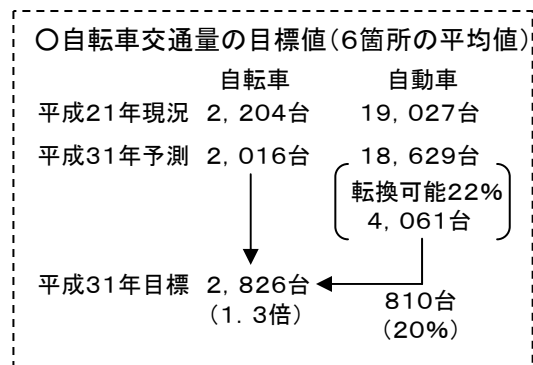 〇自転車交通量の目標値(6箇所の平均値)
自転車 自動車
平成21年現況 2,204台 19,027台
平成31年予測 2,016台 18,629台
転換可能22%
4,061台
平成31年目標 2,826台
810台
(1.3倍)
(20%)